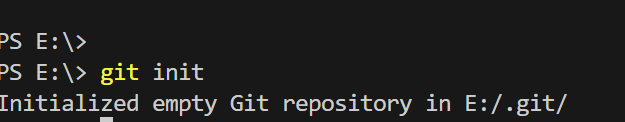 PS E:\>
PS E:\> git init
Initialized empty Git repository in E:/.git/